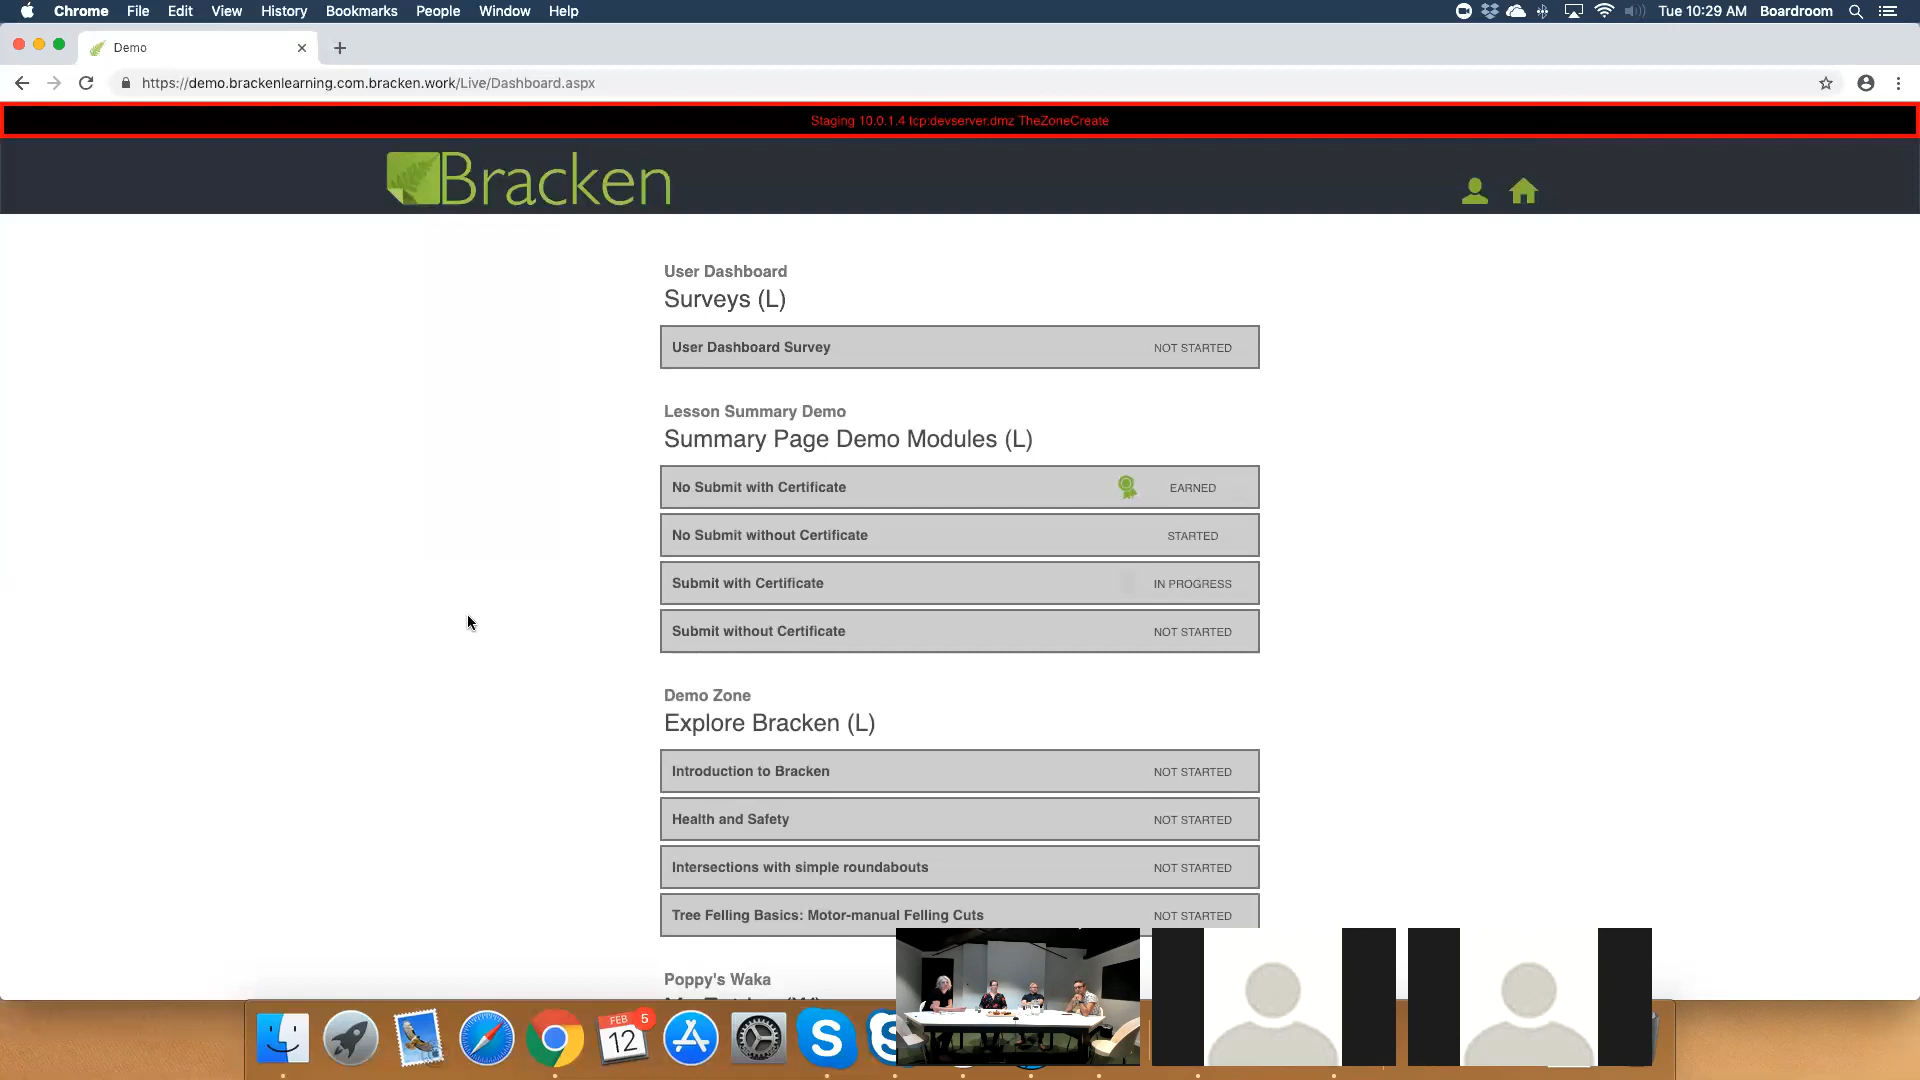 Chrome File Edit View History Bookmarks People Window Help
Tue 10:29 AM Boardroom
Demo
https://demo.brackenlearning.com.bracken.work/Live/Dashboard.aspx
Staging 10.0.1.4 tcp:devserver.dmz TheZoneCreate
Bracken
User Dashboard
Surveys (L)
User Dashboard Survey NOT STARTED
Lesson Summary Demo
Summary Page Demo Modules (L)
No Submit with Certificate EARNED
No Submit without Certificate STARTED
Submit with Certificate IN PROGRESS
Submit without Certificate NOT STARTED
Demo Zone
Explore Bracken (L)
Introduction to Bracken NOT STARTED
Health and Safety NOT STARTED
Intersections with simple roundabouts NOT STARTED
Tree Felling Basics: Motor-manual Felling Cuts NOT STARTED
Poppy's Waka
FEB 5
12